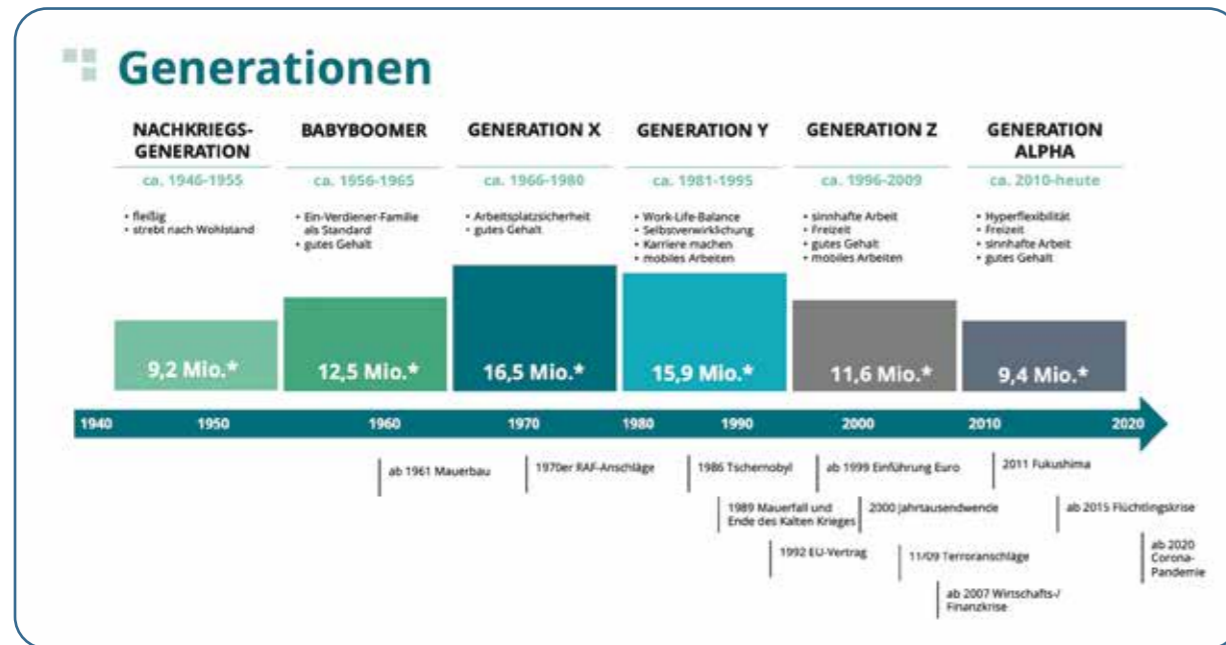 Generationen
NACHKRIEGS-
GENERATION
ca. 1946-1955
• fleißig
• strebt nach Wohlstand
9,2 Mio.*
BABYBOOMER
ca. 1956-1965
• Ein-Verdiener-Familie
als Standard
• gutes Gehalt
12,5 Mio.*
GENERATION X
ca. 1966-1980
• Arbeitsplatzsicherheit
• gutes Gehalt
16,5 Mio.*
GENERATION Y
ca. 1981-1995
• Work-Life-Balance
• Selbstverwirklichung
• Karriere machen
• mobiles Arbeiten
15,9 Mio.*
GENERATION Z
ca. 1996-2009
• sinnhafte Arbeit
• Freizeit
• gutes Gehalt
• mobiles Arbeiten
11,6 Mio.*
GENERATION
ALPHA
ca. 2010-heute
• Hyperflexibilität
• Freizeit
• sinnhafte Arbeit
• gutes Gehalt
9,4 Mio.*
1940 1950 1960 1970 1980 1990 2000 2010 2020
ab 1961 Mauerbau
1970er RAF-Anschläge
1986 Tschernobyl
ab 1999 Einführung Euro
2011 Fukushima
1989 Mauerfall und
Ende des Kalten Krieges
2000 Jahrtausendwende
ab 2015 Flüchtlingskrise
1992 EU-Vertrag
11/09 Terroranschläge
ab 2020
Corona-
Pandemie
ab 2007 Wirtschafts-/
Finanzkrise